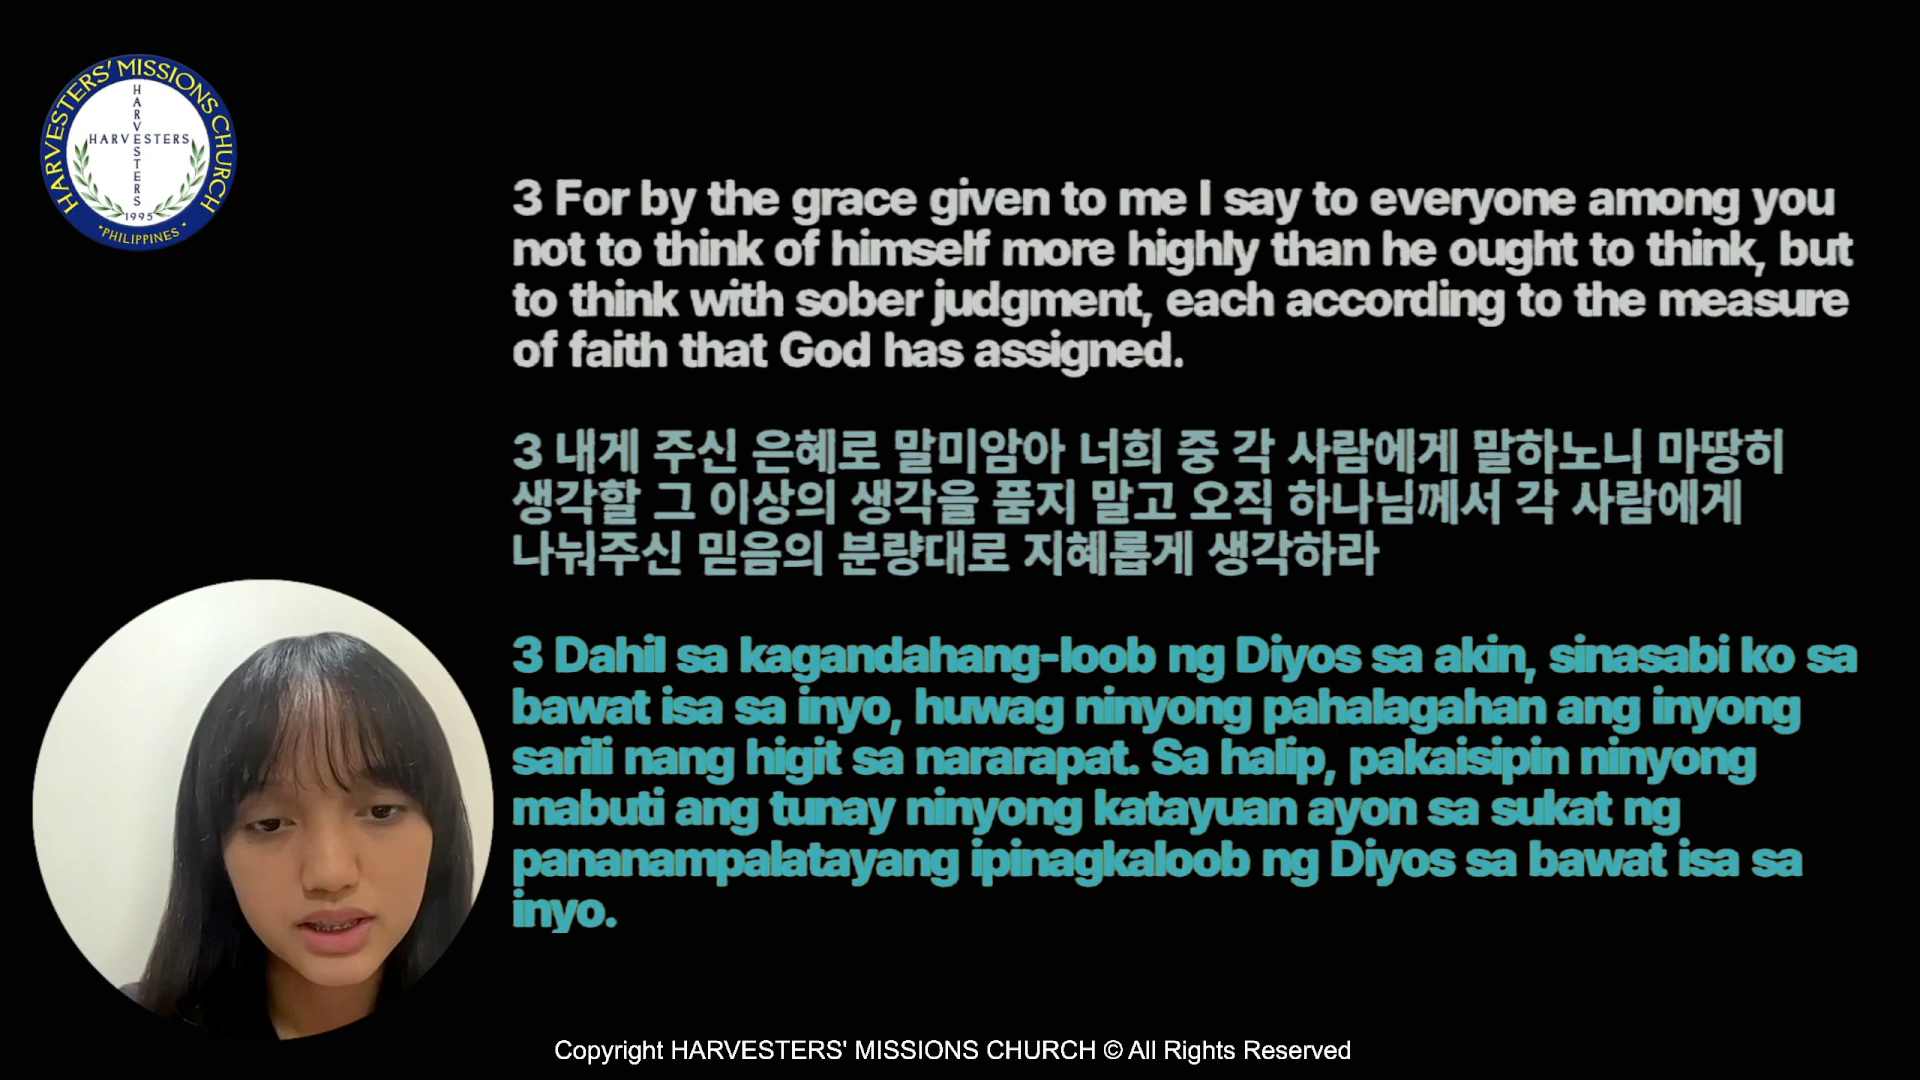 HARVESTERS' MISSIONS CHURCH
HARVESTERS
HARVESTERS
1995
•PHILIPPINES•
3 For by the grace given to me I say to everyone among you
not to think of himself more highly than he ought to think, but
to think with sober judgment, each according to the measure
of faith that God has assigned.
3 내게 주신 은혜로 말미암아 너희 중 각 사람에게 말하노니 마땅히
생각할 그 이상의 생각을 품지 말고 오직 하나님께서 각 사람에게
나눠주신 믿음의 분량대로 지혜롭게 생각하라
3 Dahil sa kagandahang-loob ng Diyos sa akin, sinasabi ko sa
bawat isa sa inyo, huwag ninyong pahalagahan ang inyong
sarili nang higit sa nararapat. Sa halip, pakaisipin ninyong
mabuti ang tunay ninyong katayuan ayon sa sukat ng
pananampalatayang ipinagkaloob ng Diyos sa bawat isa sa
inyo.
Copyright HARVESTERS' MISSIONS CHURCH © All Rights Reserved